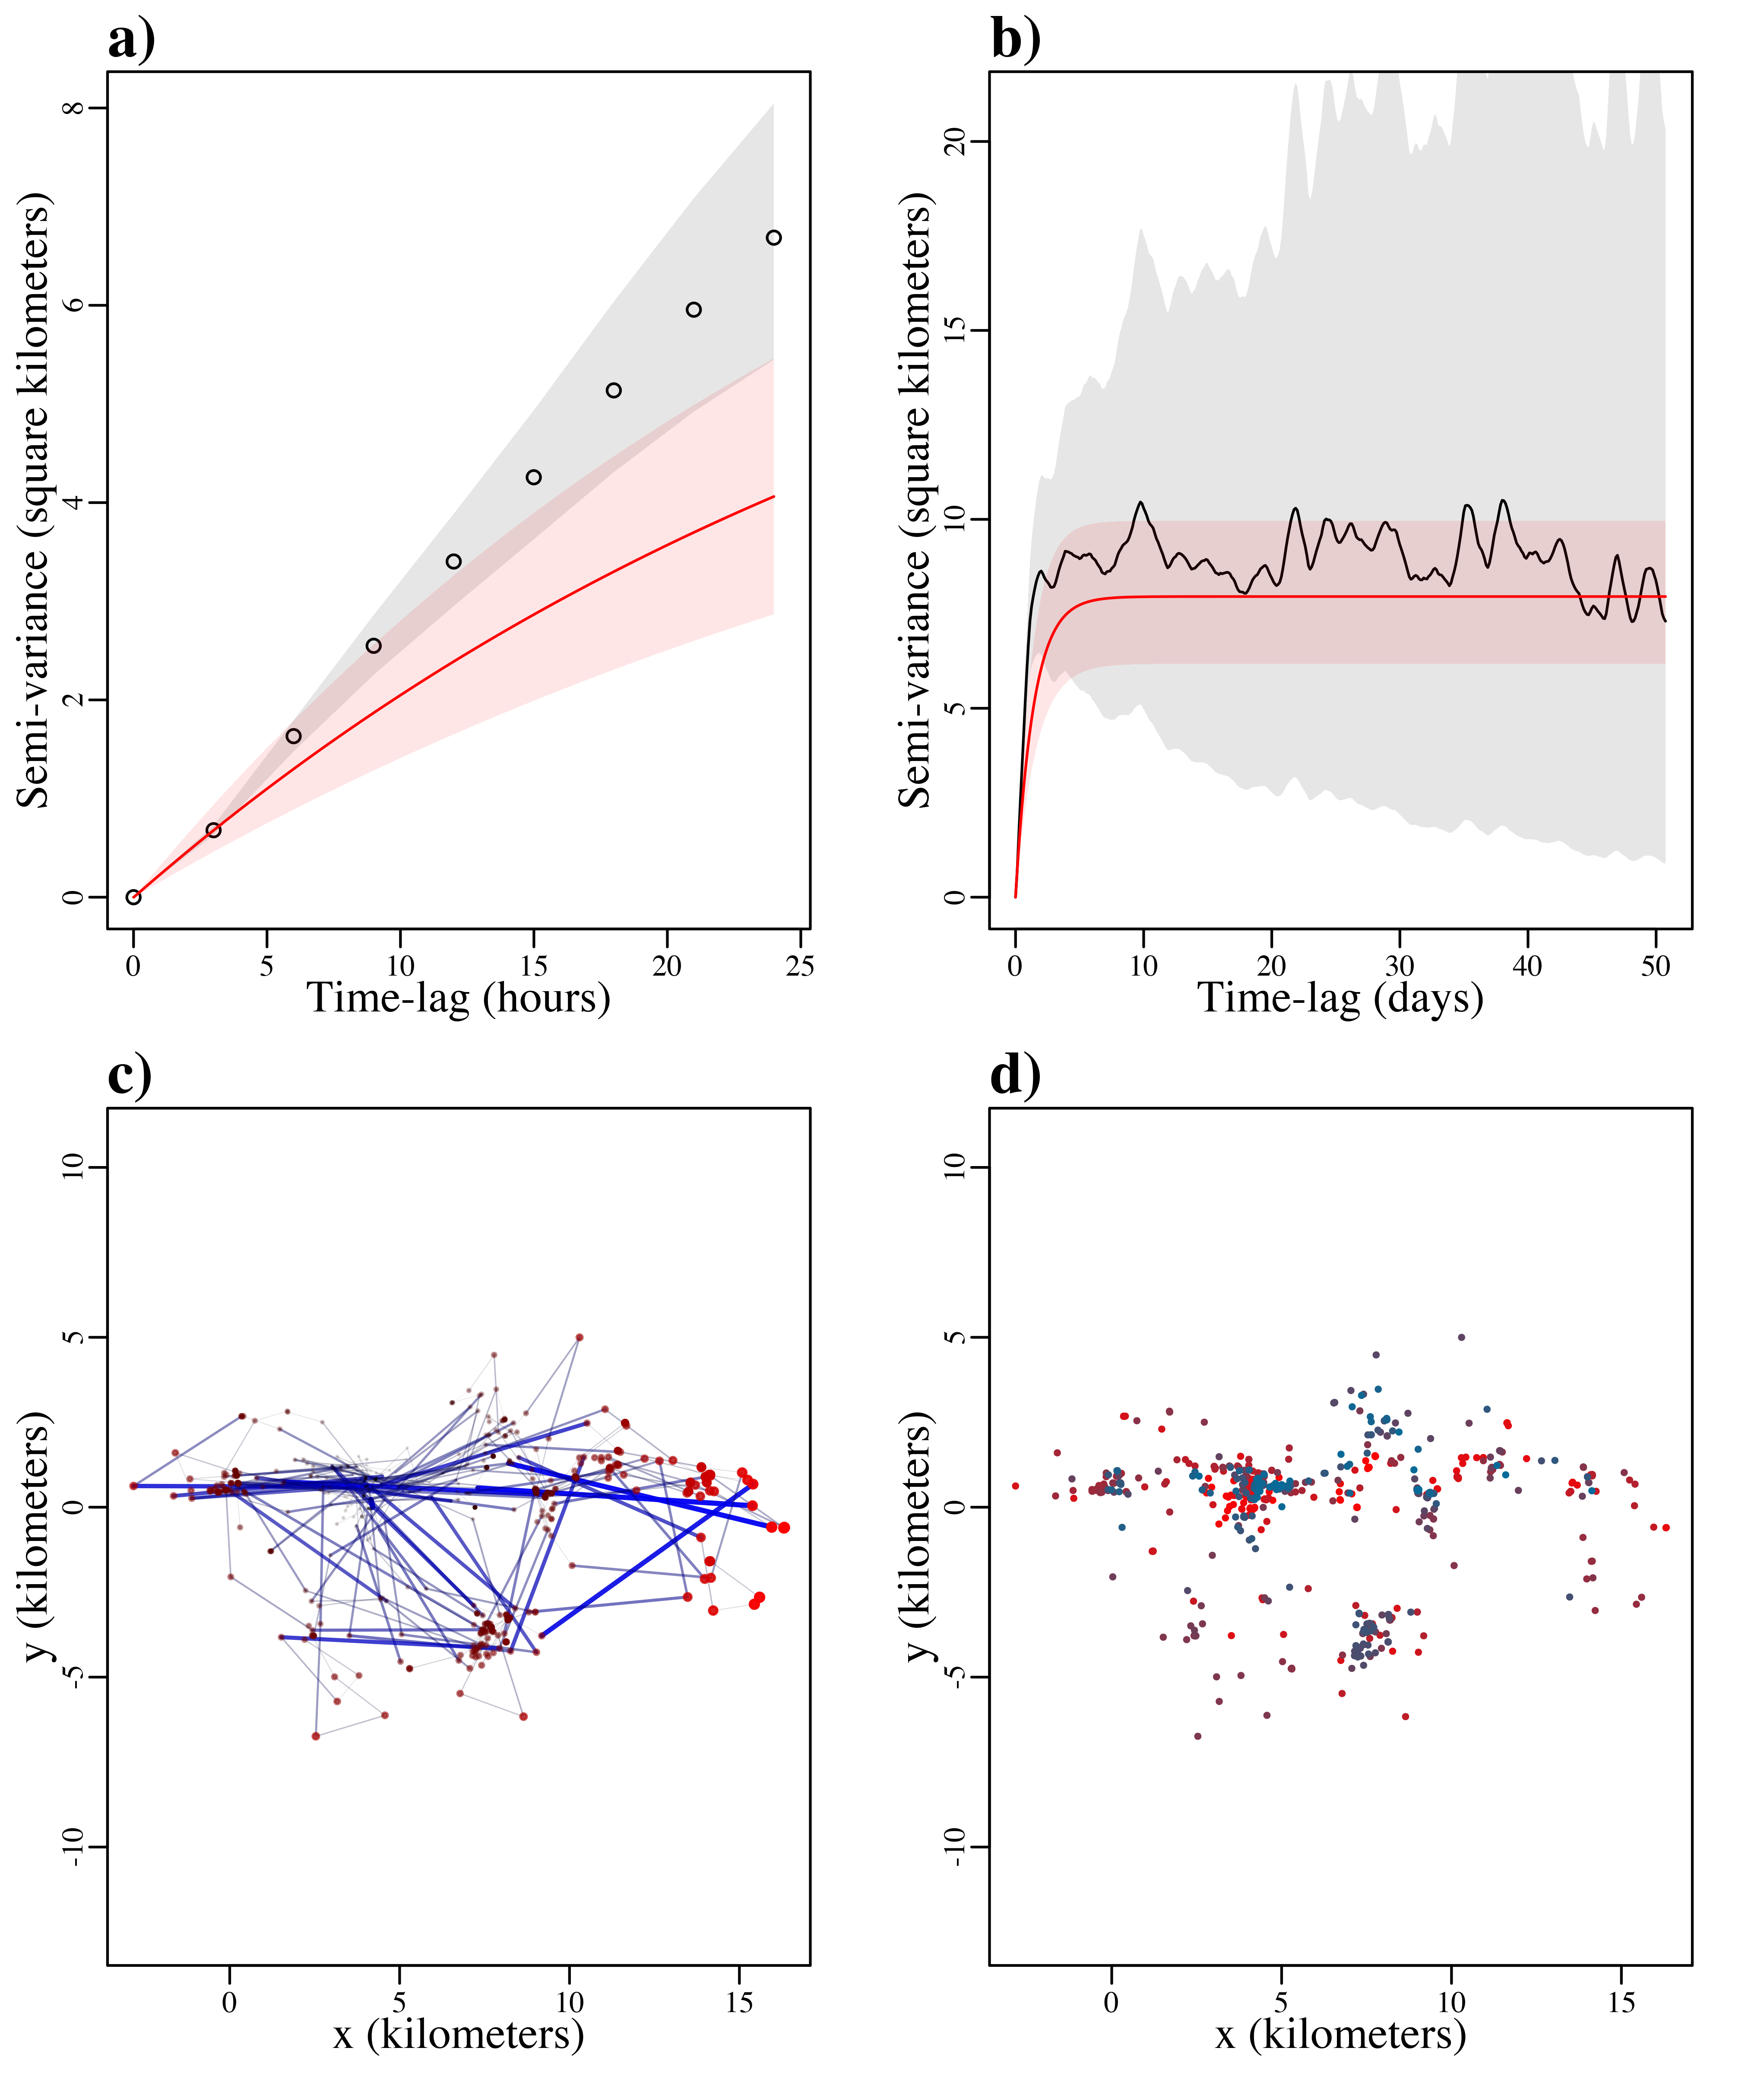 a)
Semi-variance (square kilometers)
8
6
4
2
0
0 5 10 15 20 25
Time-lag (hours)
b)
Semi-variance (square kilometers)
20
15
10
5
0
0 10 20 30 40 50
Time-lag (days)
c)
y (kilometers)
10
5
0
-5
-10
0 5 10 15
x (kilometers)
d)
y (kilometers)
10
5
0
-5
-10
0 5 10 15
x (kilometers)